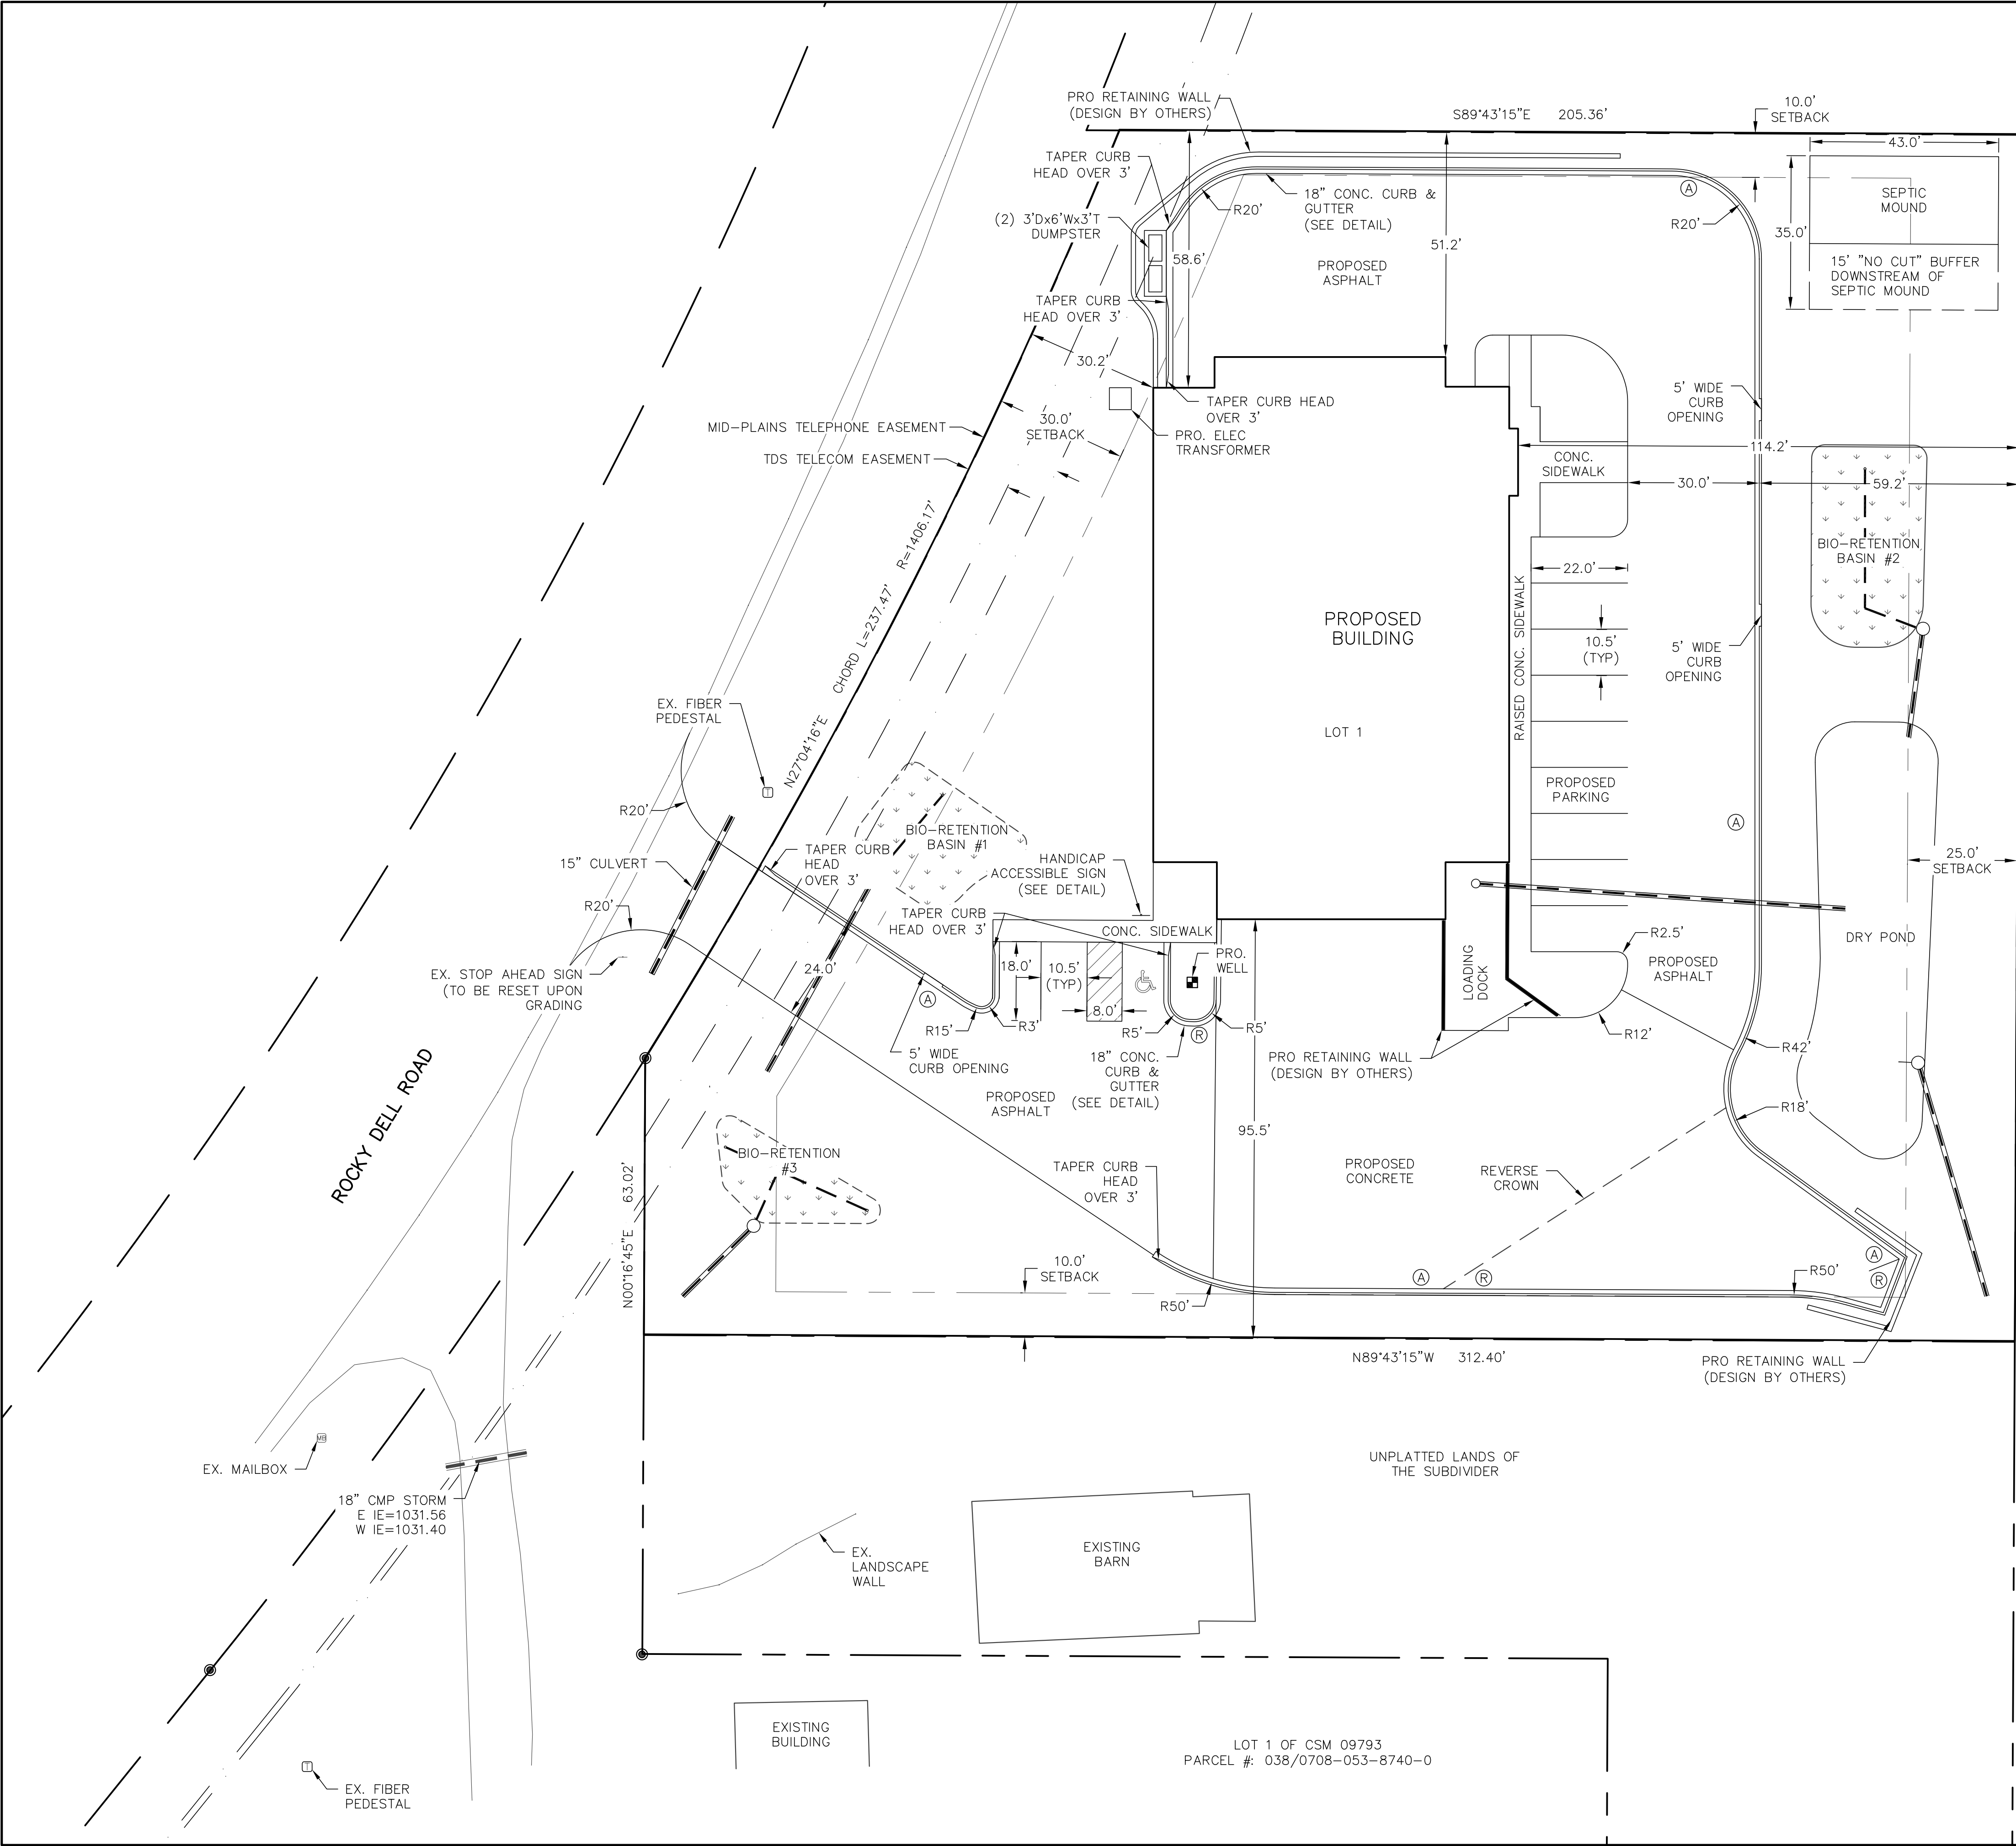 PRO RETAINING WALL
(DESIGN BY OTHERS)
S89°43'15"E 205.36'
10.0'
SETBACK
43.0'
TAPER CURB
HEAD OVER 3'
18" CONC. CURB &
GUTTER
(SEE DETAIL)
R20'
A
R20'
SEPTIC
MOUND
35.0'
(2) 3'Dx6'Wx3'T
DUMPSTER
58.6'
51.2'
PROPOSED
ASPHALT
15' "NO CUT" BUFFER
DOWNSTREAM OF
SEPTIC MOUND
TAPER CURB
HEAD OVER 3'
30.2'
TAPER CURB HEAD
OVER 3'
5' WIDE
CURB
OPENING
MID-PLAINS TELEPHONE EASEMENT
30.0'
SETBACK
PRO. ELEC
TRANSFORMER
TDS TELECOM EASEMENT
114.2'
CONC.
SIDEWALK
30.0'
59.2'
R=1406.17'
CHORD L=237.47'
N27°04'16"E
BIO-RETENTION
BASIN #2
22.0'
PROPOSED
BUILDING
RAISED CONC. SIDEWALK
10.5'
(TYP)
5' WIDE
CURB
OPENING
EX. FIBER
PEDESTAL
T
LOT 1
PROPOSED
PARKING
R20'
15" CULVERT
TAPER CURB
HEAD
OVER 3'
BIO-RETENTION
BASIN #1
HANDICAP
ACCESSIBLE SIGN
(SEE DETAIL)
A
25.0'
SETBACK
R20'
TAPER CURB
HEAD OVER 3'
CONC. SIDEWALK
R2.5'
DRY POND
EX. STOP AHEAD SIGN
(TO BE RESET UPON
GRADING
24.0'
A
18.0'
10.5'
(TYP)
8.0'
PRO.
WELL
LOADING
DOCK
PROPOSED
ASPHALT
R15'
R3'
R5'
R
R5'
R12'
R42'
5' WIDE
CURB OPENING
18" CONC.
CURB &
GUTTER
(SEE DETAIL)
PRO RETAINING WALL
(DESIGN BY OTHERS)
PROPOSED
ASPHALT
R18'
ROCKY DELL ROAD
95.5'
BIO-RETENTION
#3
TAPER CURB
HEAD
OVER 3'
PROPOSED
CONCRETE
REVERSE
CROWN
N00°16'45"E 63.02'
10.0'
SETBACK
R50'
A
R
R50'
A
R
N89°43'15"W 312.40'
PRO RETAINING WALL
(DESIGN BY OTHERS)
MB
EX. MAILBOX
UNPLATTED LANDS OF
THE SUBDIVIDER
18" CMP STORM
E IE=1031.56
W IE=1031.40
EX.
LANDSCAPE
WALL
EXISTING
BARN
EXISTING
BUILDING
LOT 1 OF CSM 09793
PARCEL #: 038/0708-053-8740-0
T
EX. FIBER
PEDESTAL